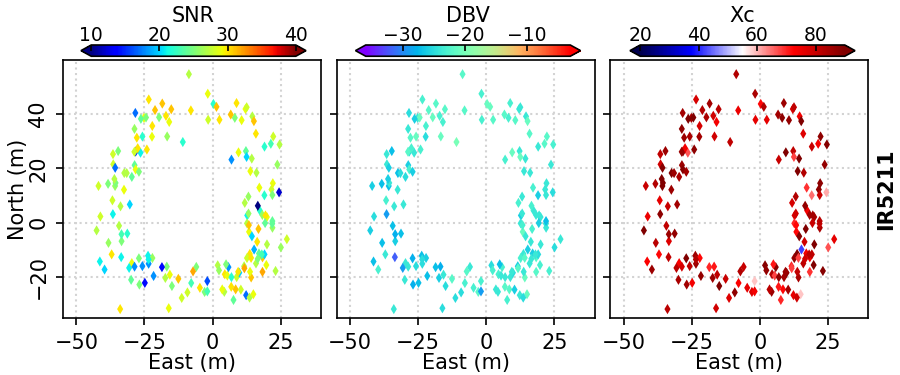 SNR DBV Xc
10 20 30 40 −30 −20 −10 20 40 60 80
North (m)
40
20
0
−20
−50 −25 0 25 −50 −25 0 25 −50 −25 0 25
East (m) East (m) East (m)
IR5211